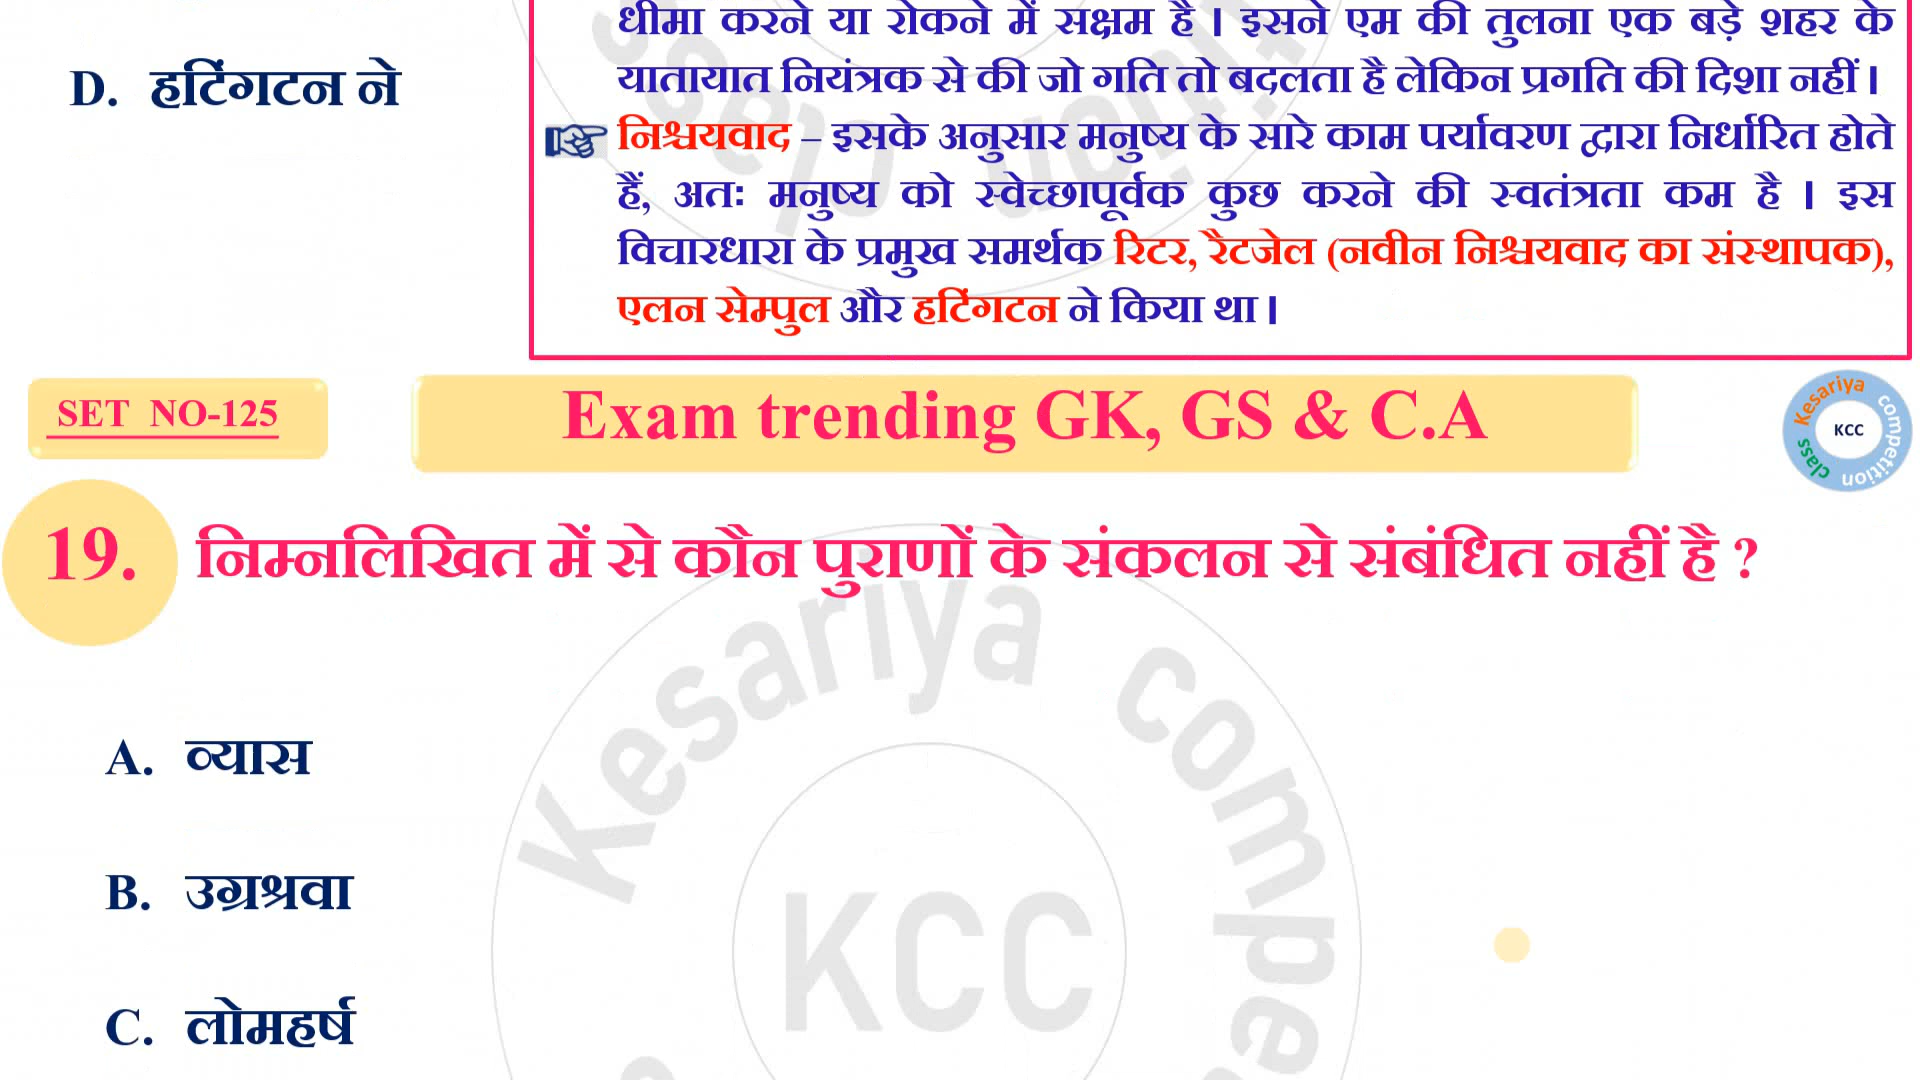 धीमा करने या रोकने में सक्षम है । इसने एम की तुलना एक बड़े शहर के
यातायात नियंत्रक से की जो गति तो बदलता है लेकिन प्रगति की दिशा नहीं ।
D. हटिंगटन ने
निश्चयवाद – इसके अनुसार मनुष्य के सारे काम पर्यावरण द्वारा निर्धारित होते
हैं, अतः मनुष्य को स्वेच्छापूर्वक कुछ करने की स्वतंत्रता कम है । इस
विचारधारा के प्रमुख समर्थक रिटर, रैटजेल (नवीन निश्चयवाद का संस्थापक),
एलन सेम्पुल और हटिंगटन ने किया था ।
SET NO-125
Exam trending GK, GS & C.A
Kesariya competition class
KCC
19. निम्नलिखित में से कौन पुराणों के संकलन से संबंधित नहीं है ?
A. व्यास
B. उग्रश्रवा
C. लोमहर्ष
Kesariya compe
KCC